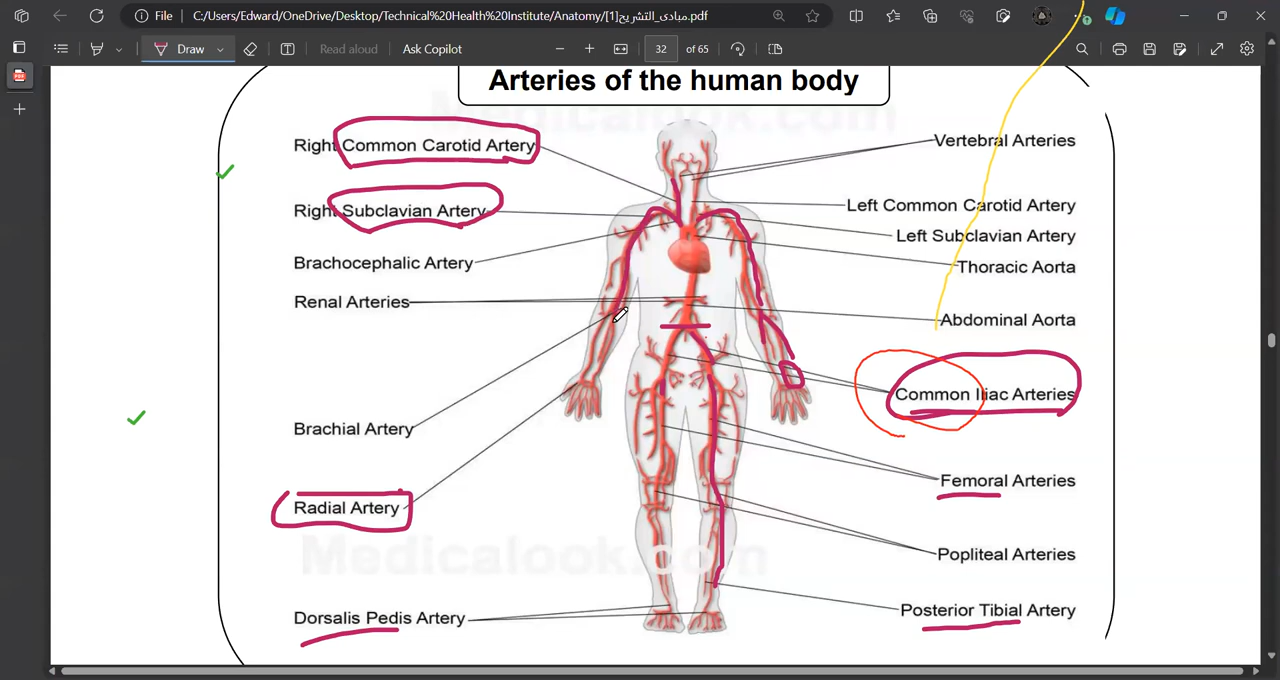 File C:/Users/Edward/OneDrive/Desktop/Technical%20Health%20Institute/Anatomy/[1]مبادى_التشريح.pdf
Draw Read aloud Ask Copilot 32 of 65
Arteries of the human body
Medicalook.com
Right Common Carotid Artery
Right Subclavian Artery
Brachocephalic Artery
Renal Arteries
Brachial Artery
Radial Artery
Dorsalis Pedis Artery
Vertebral Arteries
Left Common Carotid Artery
Left Subclavian Artery
Thoracic Aorta
Abdominal Aorta
Common Iliac Arteries
Femoral Arteries
Popliteal Arteries
Posterior Tibial Artery
Medicalook.com